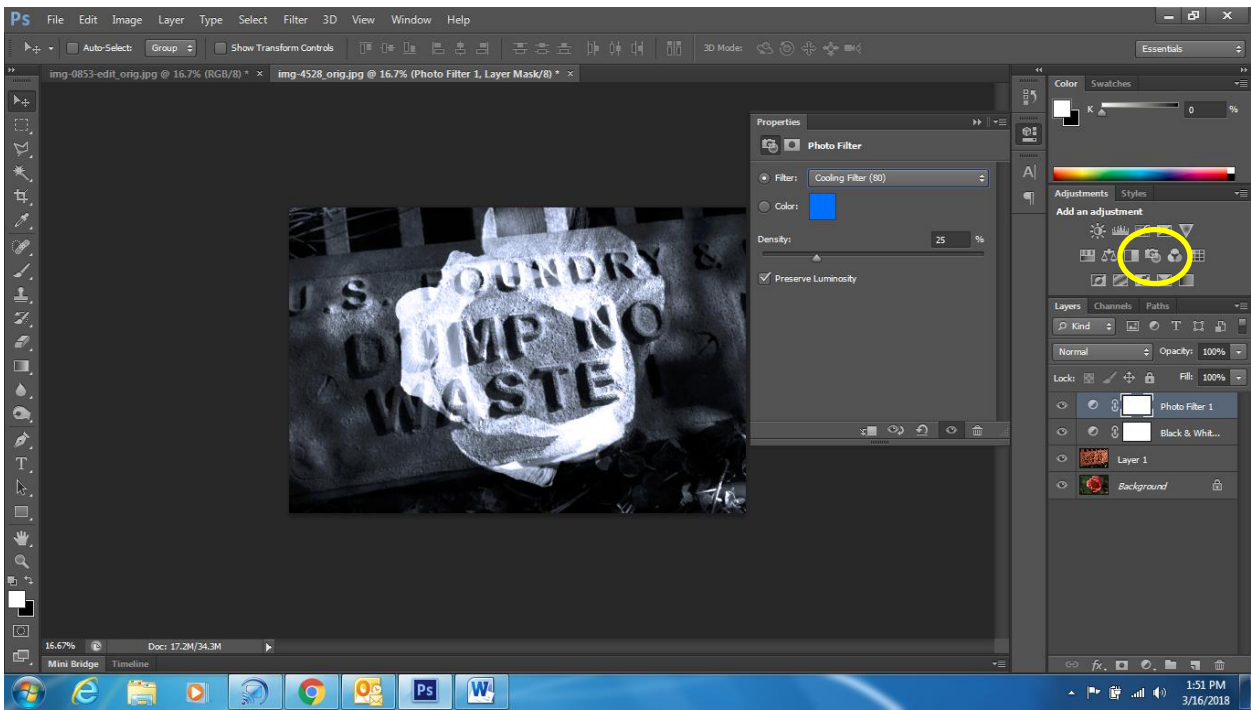 Ps File Edit Image Layer Type Select Filter 3D View Window Help
Auto-Select: Group Show Transform Controls 3D Mode: Essentials
img-0853-edit_orig.jpg @ 16.7% (RGB/8) * × img-4528_orig.jpg @ 16.7% (Photo Filter 1, Layer Mask/8) * ×
Color Swatches
K 0 %
Properties
Photo Filter
Filter: Cooling Filter (80)
Color:
Density: 25 %
Preserve Luminosity
Adjustments Styles
Add an adjustment
U.S. FOUNDRY &
DUMP NO
WASTE
Layers Channels Paths
Kind
Normal Opacity: 100%
Lock: Fill: 100%
Photo Filter 1
Black & Whit...
Layer 1
Background
fx
16.67% Doc: 17.2M/34.3M
Mini Bridge Timeline
Ps W
1:51 PM
3/16/2018